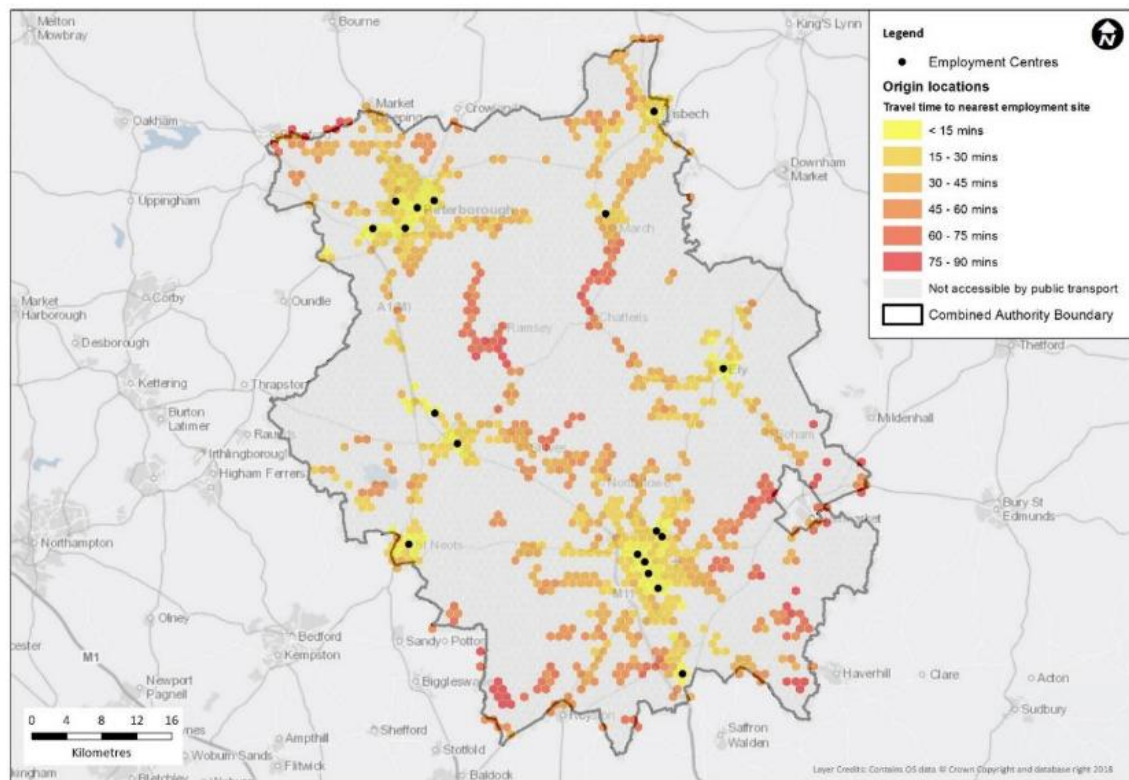 Melton
Mowbray
Bourne
King'S Lynn
Oakham
Market
Crowland
Downham
Market
Uppingham
Peterborough
March
Market
Harborough
Corby
Oundle
A1(M)
Ramsey
Chatteris
Desborough
Thetford
Kettering
Thrapston
Ely
Burton
Latimer
Mildenhall
Irthlingborough
Higham Ferrers
Bury St
Edmunds
Northampton
St Neots
M11
Olney
Bedford
Kempston
Sandy
Potton
M1
Newport
Pagnell
Haverhill
Clare
Acton
Sudbury
Shefford
Saffron
Walden
Ampthill
Stotfold
Woburn Sands
Flitwick
Bletchley
Baldock
Legend
N
Employment Centres
Origin locations
Travel time to nearest employment site
< 15 mins
15 - 30 mins
30 - 45 mins
45 - 60 mins
60 - 75 mins
75 - 90 mins
Not accessible by public transport
Combined Authority Boundary
0 4 8 12 16
Kilometres
Layer Credits: Contains OS data © Crown Copyright and database right 2018